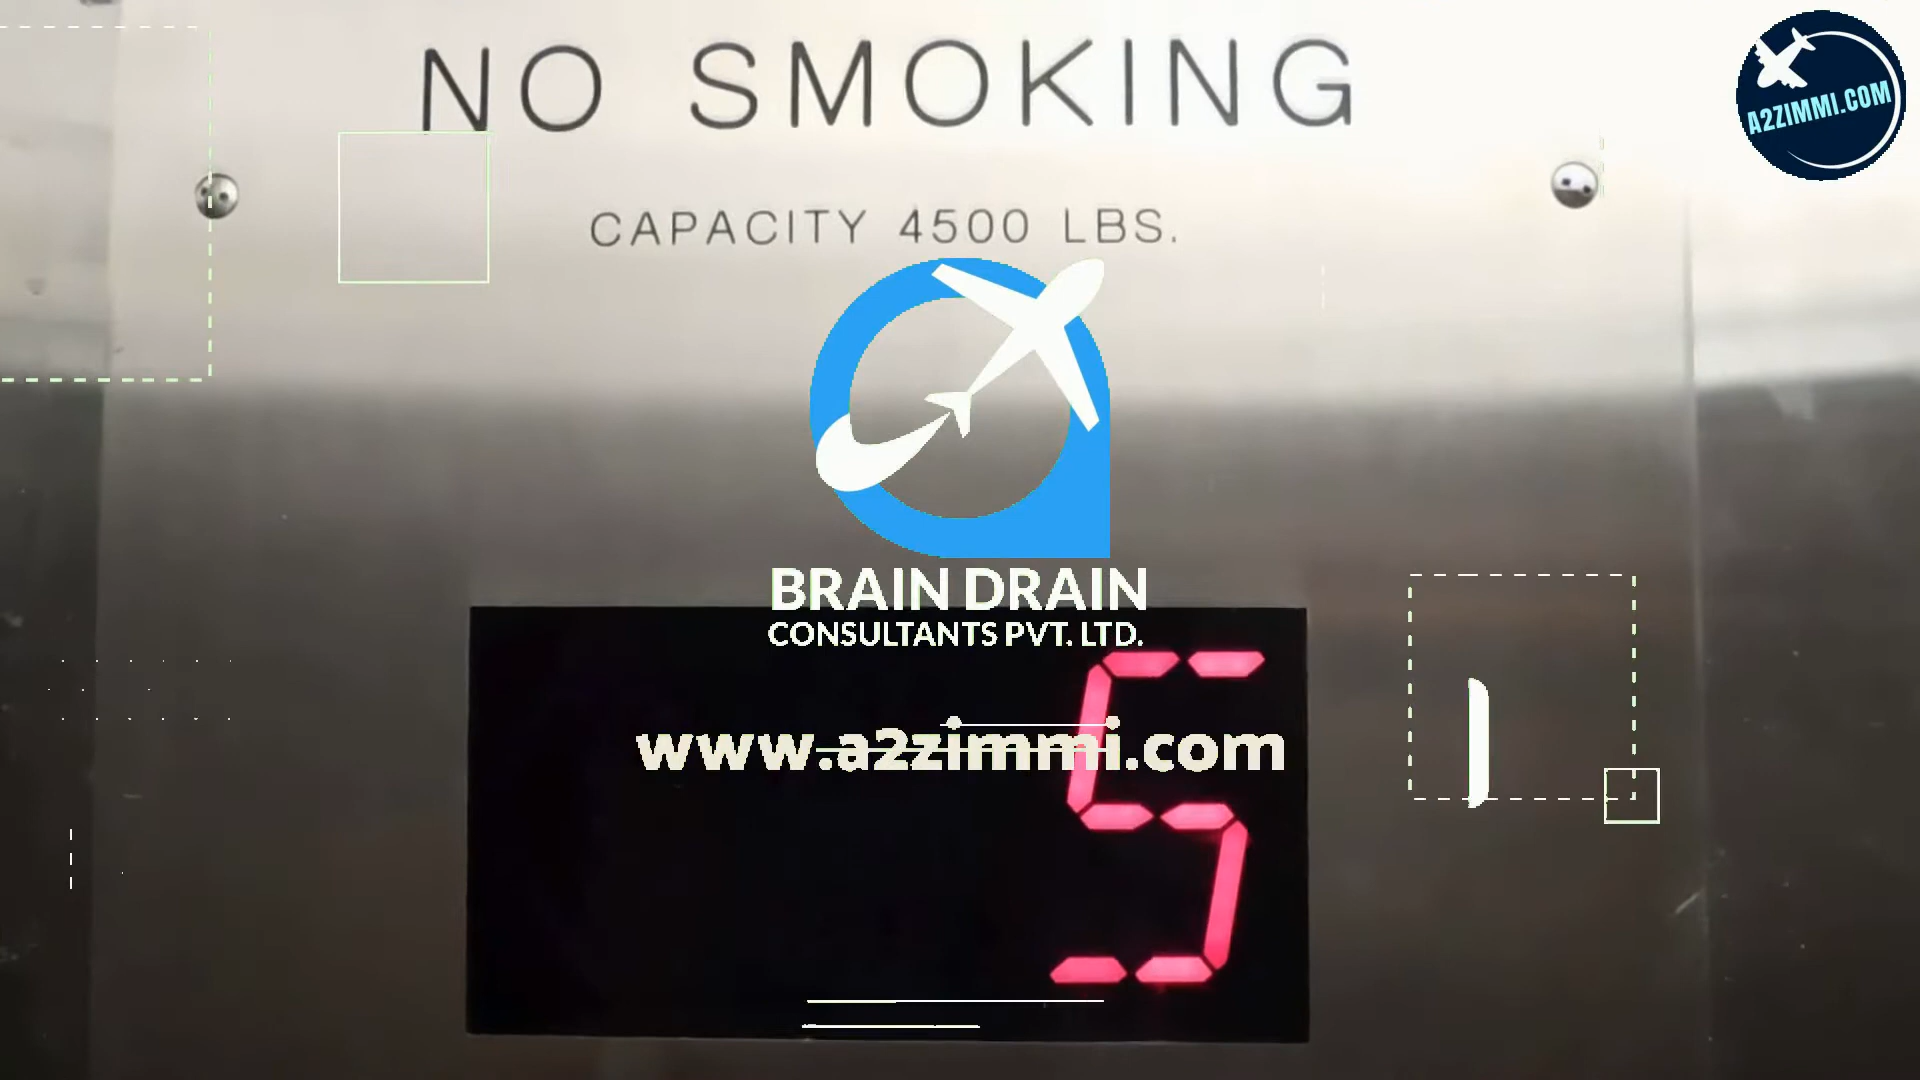 NO SMOKING
A2ZIMMI.COM
CAPACITY 4500 LBS.
BRAIN DRAIN
CONSULTANTS PVT. LTD.
www.a2zimmi.com
5